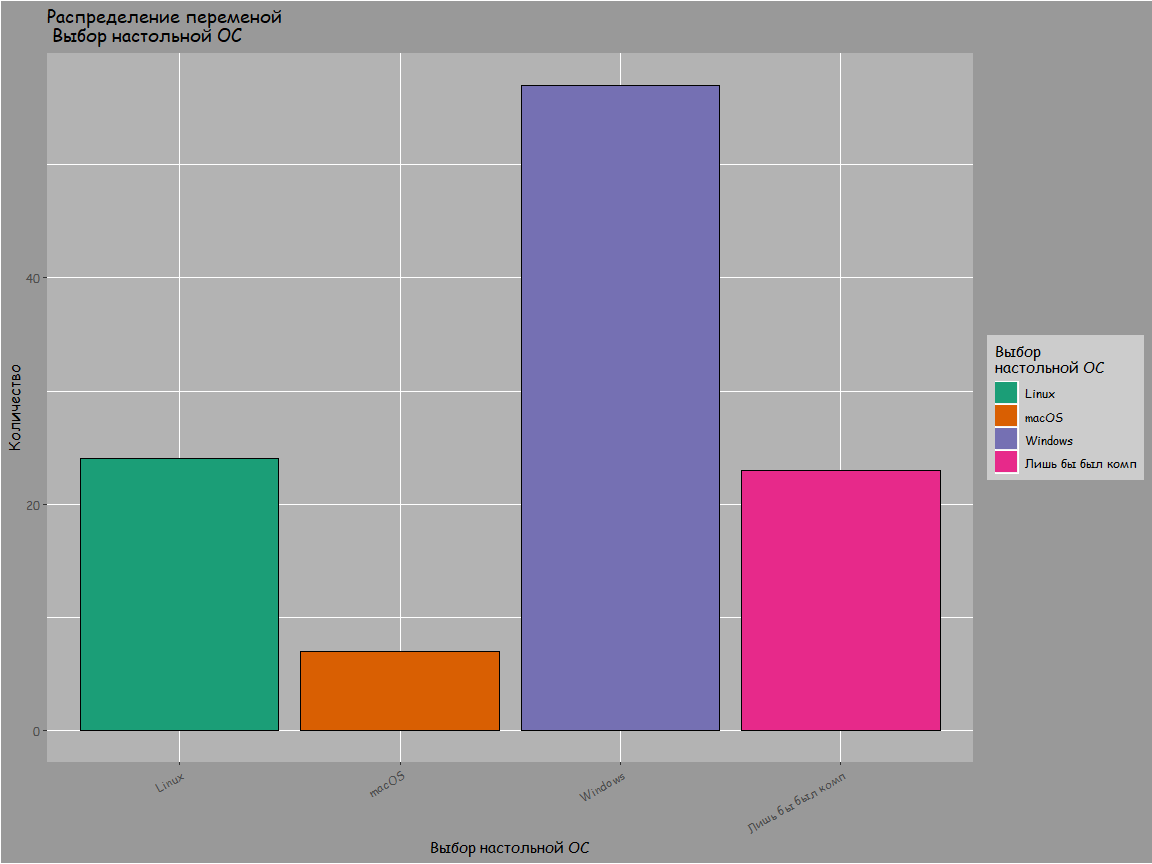 Распределение переменой
Выбор настольной ОС
Количество
40
20
0
Linux
macOS
Windows
Лишь бы был комп
Выбор настольной ОС
Выбор
настольной ОС
Linux
macOS
Windows
Лишь бы был комп